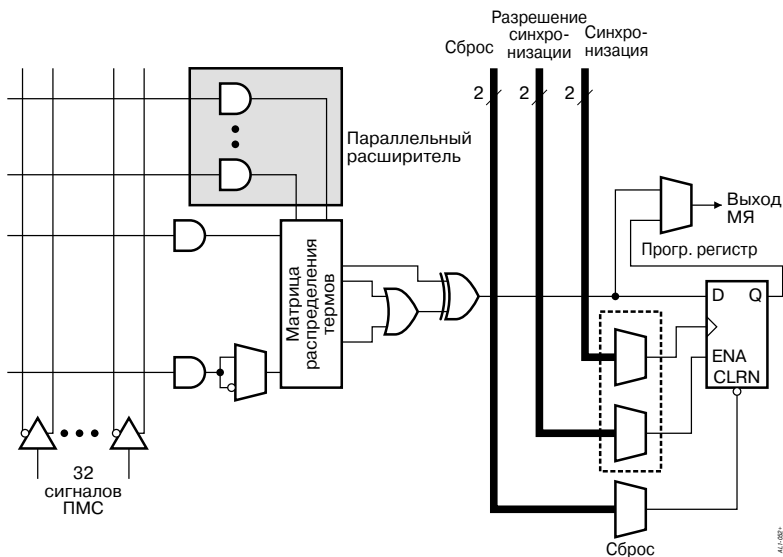 Сброс
Разрешение
синхро-
низации
Синхро-
низация
2
2
2
Параллельный
расширитель
Выход
МЯ
Прогр. регистр
Матрица
распределения
термов
D Q
ENA
CLRN
32
сигналов
ПМС
Сброс